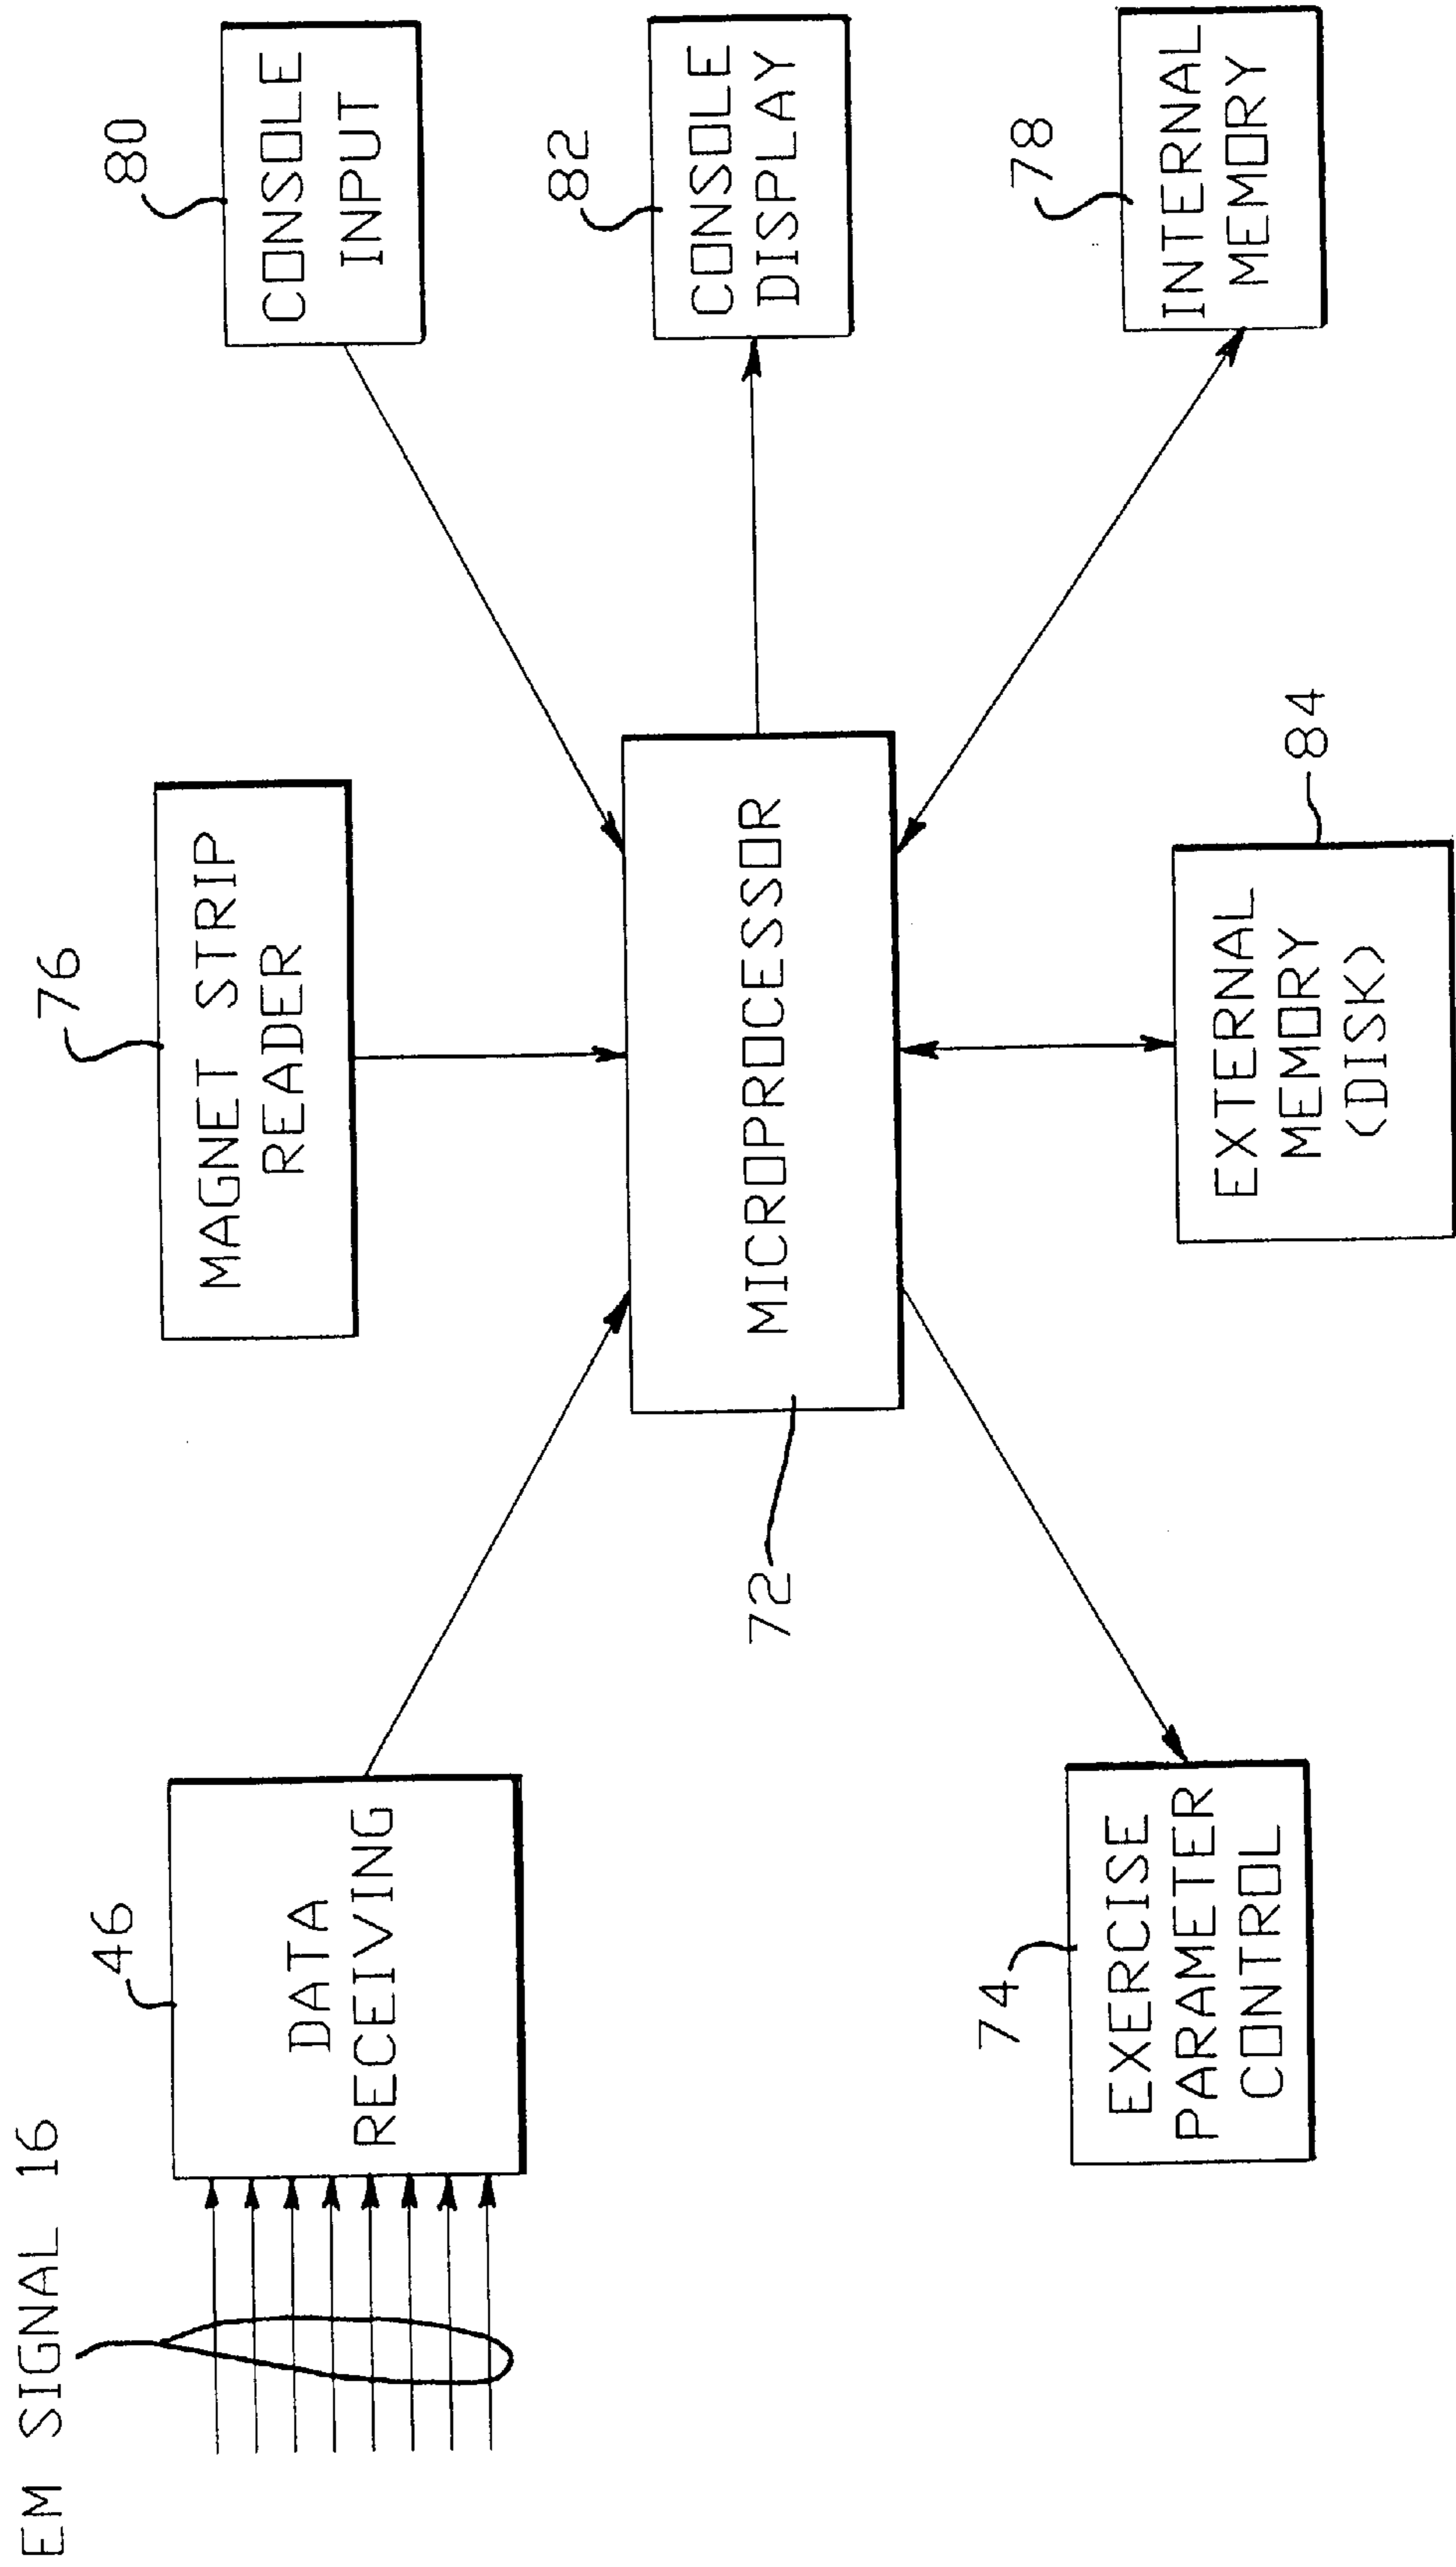 EM SIGNAL 16
46
DATA
RECEIVING
76
MAGNET STRIP
READER
80
CONSOLE
INPUT
72
MICROPROCESSOR
82
CONSOLE
DISPLAY
74
EXERCISE
PARAMETER
CONTROL
84
EXTERNAL
MEMORY
(DISK)
78
INTERNAL
MEMORY